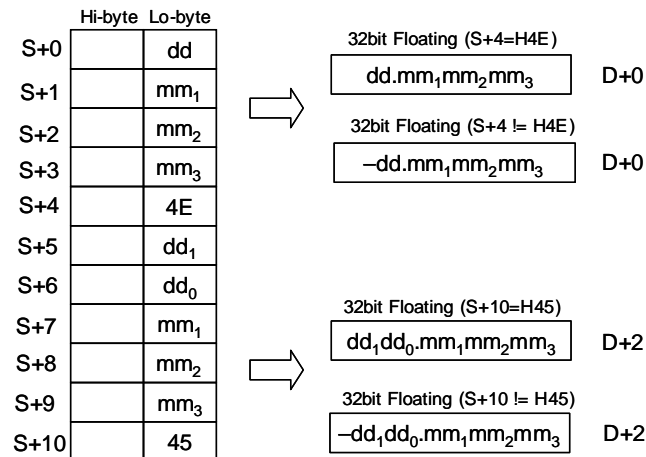 Hi-byte Lo-byte
S+0 dd
S+1 mm₁
S+2 mm₂
S+3 mm₃
S+4 4E
S+5 dd₁
S+6 dd₀
S+7 mm₁
S+8 mm₂
S+9 mm₃
S+10 45
32bit Floating (S+4=H4E)
dd.mm₁mm₂mm₃ D+0
32bit Floating (S+4 != H4E)
–dd.mm₁mm₂mm₃ D+0
32bit Floating (S+10=H45)
dd₁dd₀.mm₁mm₂mm₃ D+2
32bit Floating (S+10 != H45)
–dd₁dd₀.mm₁mm₂mm₃ D+2